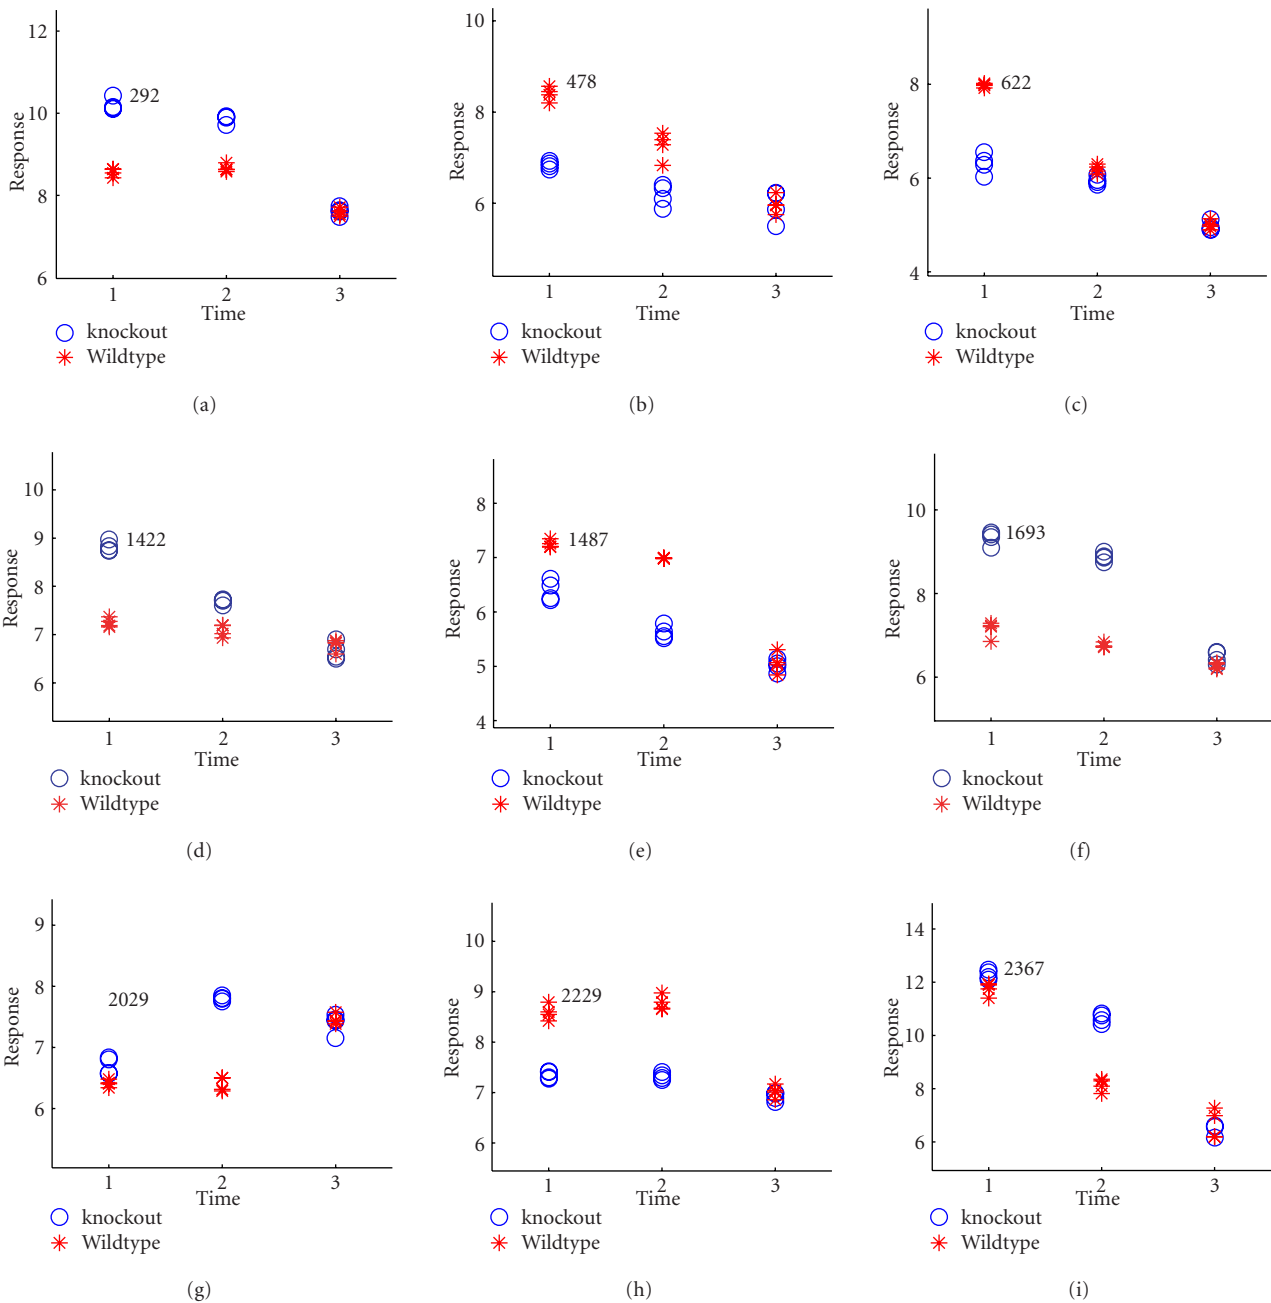 12
10
8
6
Response
292
1
2
3
Time
knockout
Wildtype
(a)
10
8
6
Response
478
1
2
3
Time
knockout
Wildtype
(b)
8
6
4
Response
622
1
2
3
Time
knockout
Wildtype
(c)
10
9
8
7
6
Response
1422
1
2
3
Time
knockout
Wildtype
(d)
8
7
6
5
4
Response
1487
1
2
3
Time
knockout
Wildtype
(e)
10
8
6
Response
1693
1
2
3
Time
knockout
Wildtype
(f)
9
8
7
6
Response
2029
1
2
3
Time
knockout
Wildtype
(g)
10
9
8
7
6
Response
2229
1
2
3
Time
knockout
Wildtype
(h)
14
12
10
8
6
Response
2367
1
2
3
Time
knockout
Wildtype
(i)